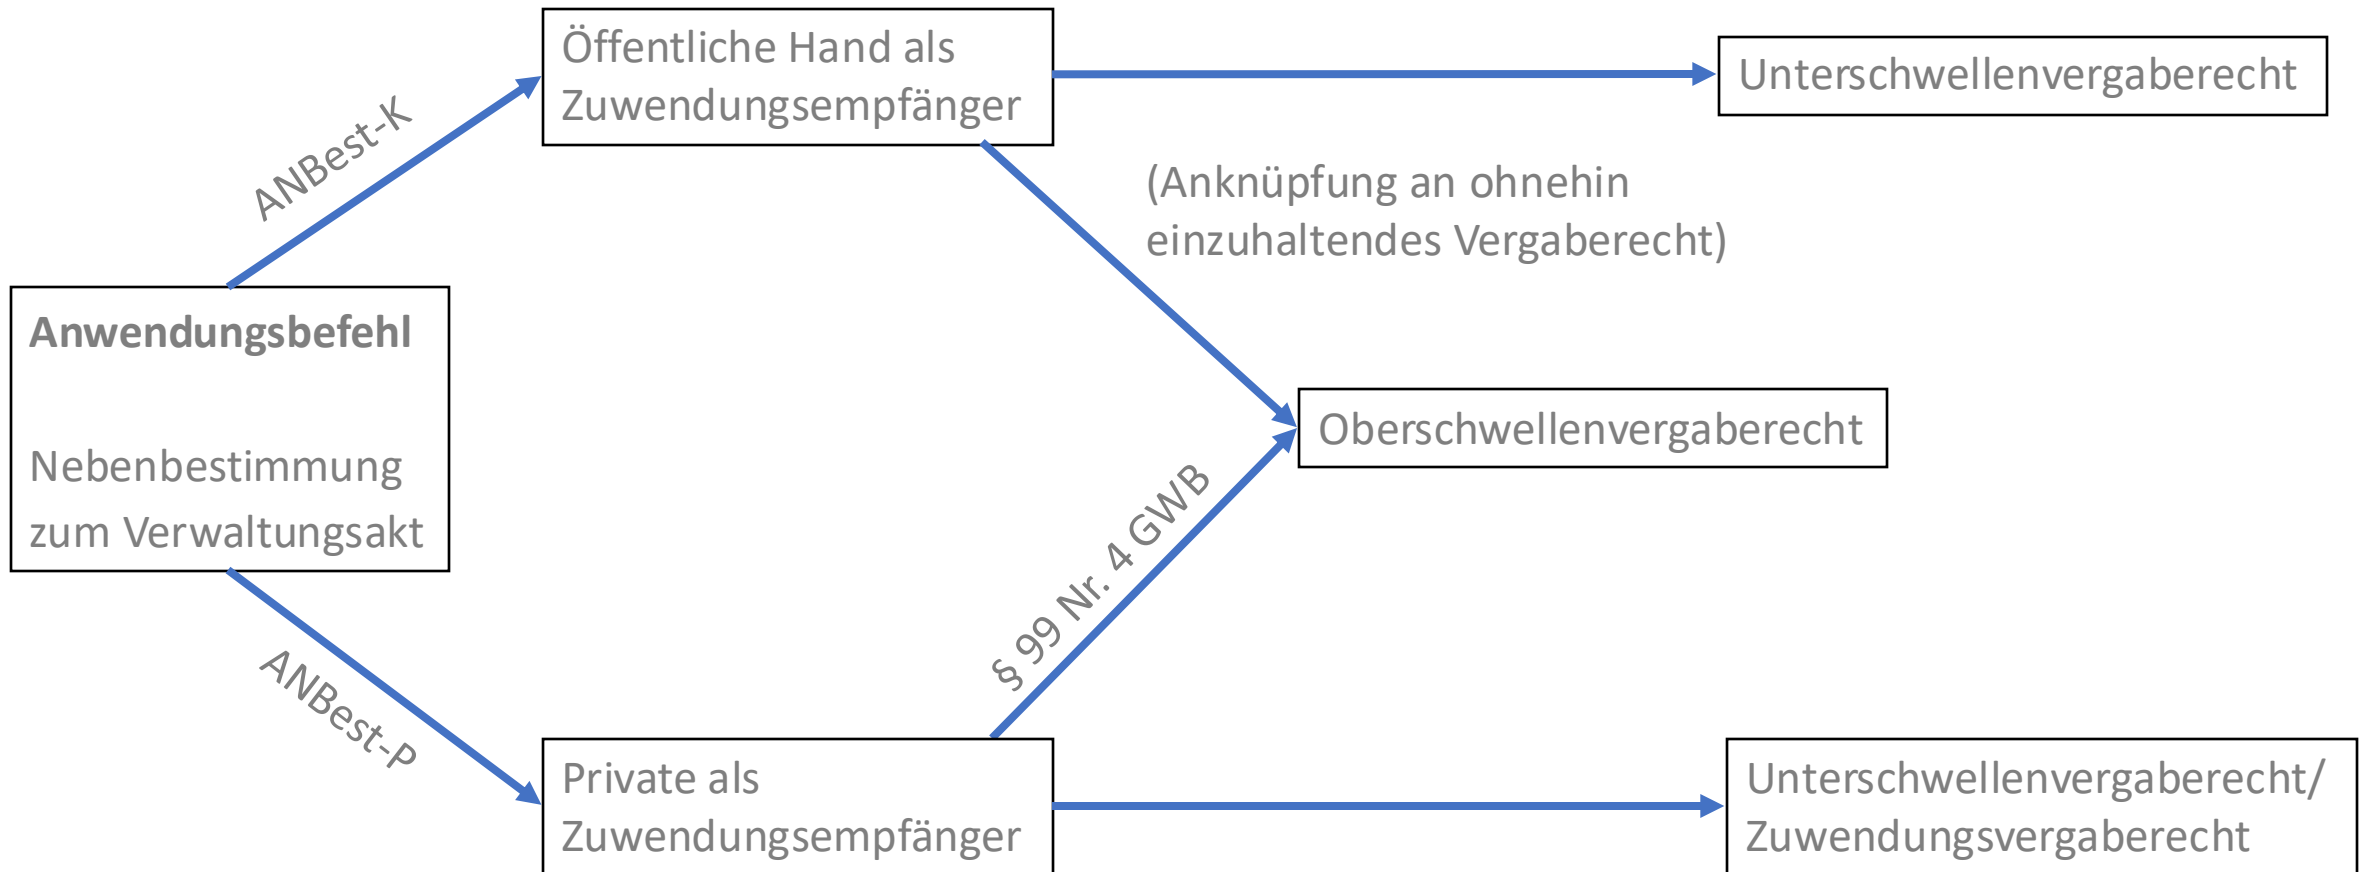 Öffentliche Hand als
Zuwendungsempfänger
Unterschwellenvergaberecht
ANBest-K
(Anknüpfung an ohnehin
einzuhaltendes Vergaberecht)
Anwendungsbefehl
Nebenbestimmung
zum Verwaltungsakt
Oberschwellenvergaberecht
§ 99 Nr. 4 GWB
ANBest-P
Private als
Zuwendungsempfänger
Unterschwellenvergaberecht/
Zuwendungsvergaberecht